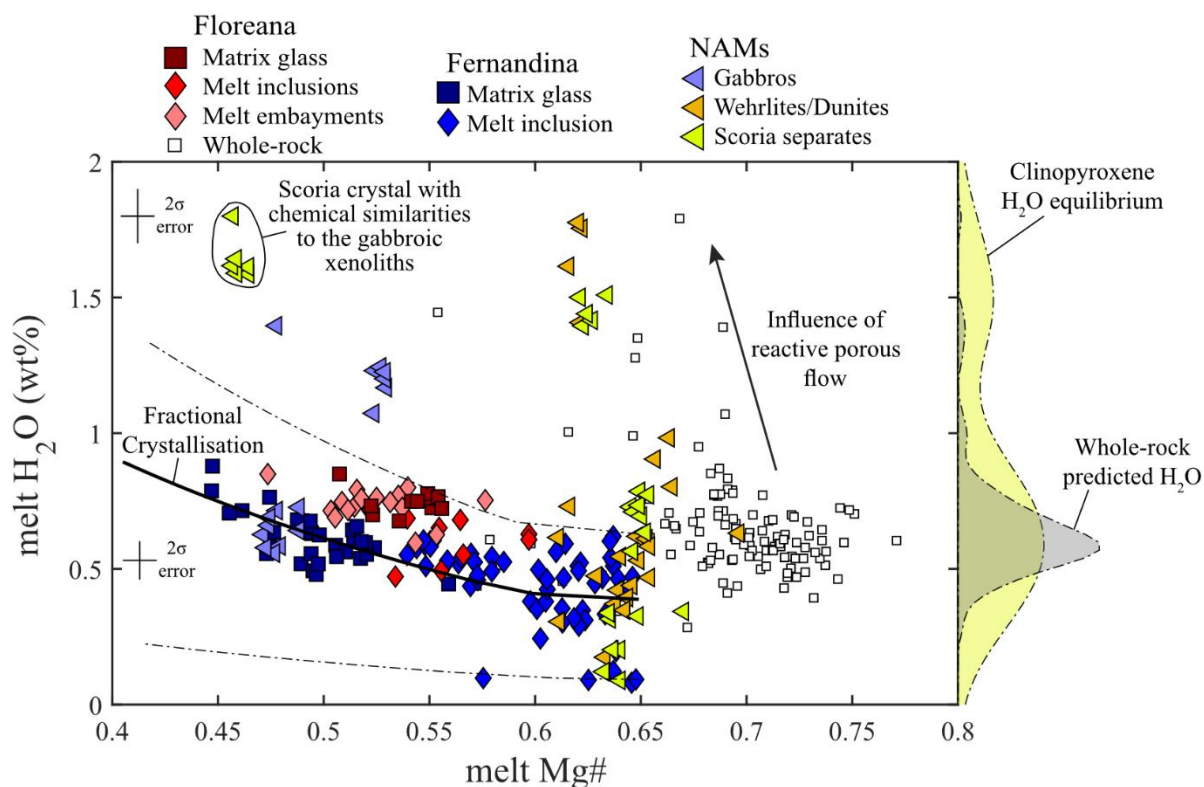 Floreana
Matrix glass
Melt inclusions
Melt embayments
Whole-rock
Fernandina
Matrix glass
Melt inclusion
NAMs
Gabbros
Wehrlites/Dunites
Scoria separates
2σ
error
Scoria crystal with
chemical similarities
to the gabbroic
xenoliths
Influence of
reactive porous
flow
Fractional
Crystallisation
2σ
error
Clinopyroxene
H₂O equilibrium
Whole-rock
predicted H₂O
2
1.5
1
0.5
0
melt H₂O (wt%)
0.4 0.45 0.5 0.55 0.6 0.65 0.7 0.75 0.8
melt Mg#